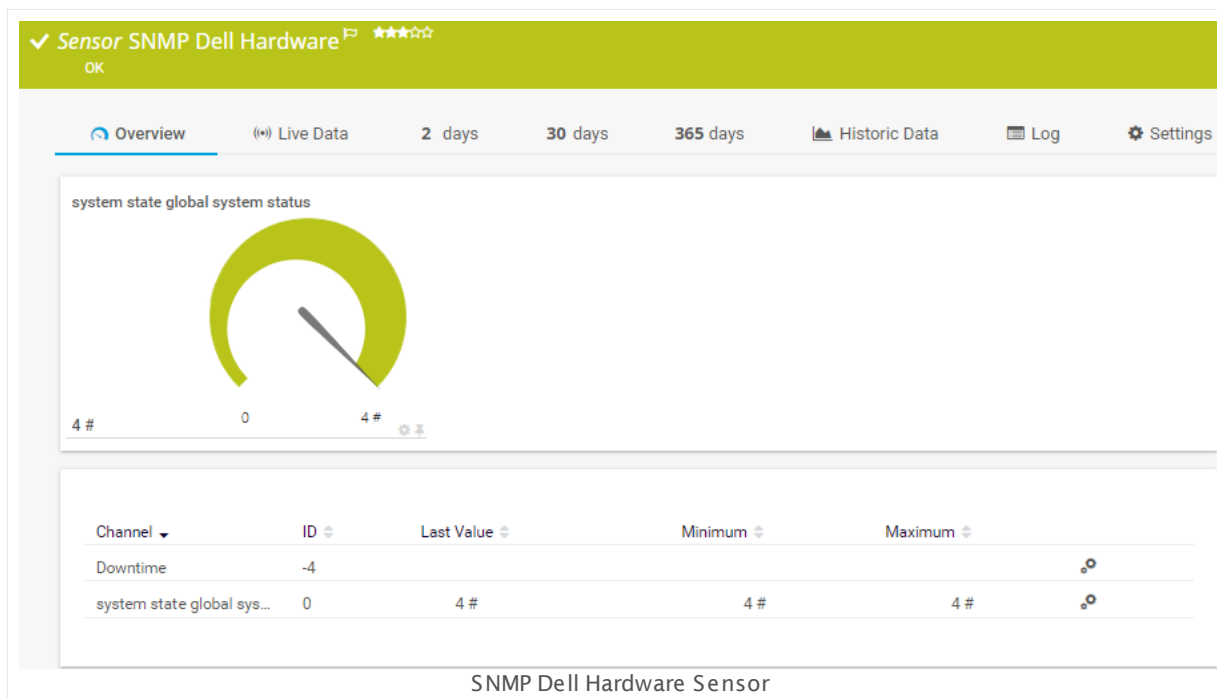 Sensor SNMP Dell Hardware
OK
Overview Live Data 2 days 30 days 365 days Historic Data Log Settings
system state global system status
4 # 0 4 #
Channel ID Last Value Minimum Maximum
Downtime -4
system state global sys... 0 4 # 4 # 4 #
SNMP Dell Hardware Sensor